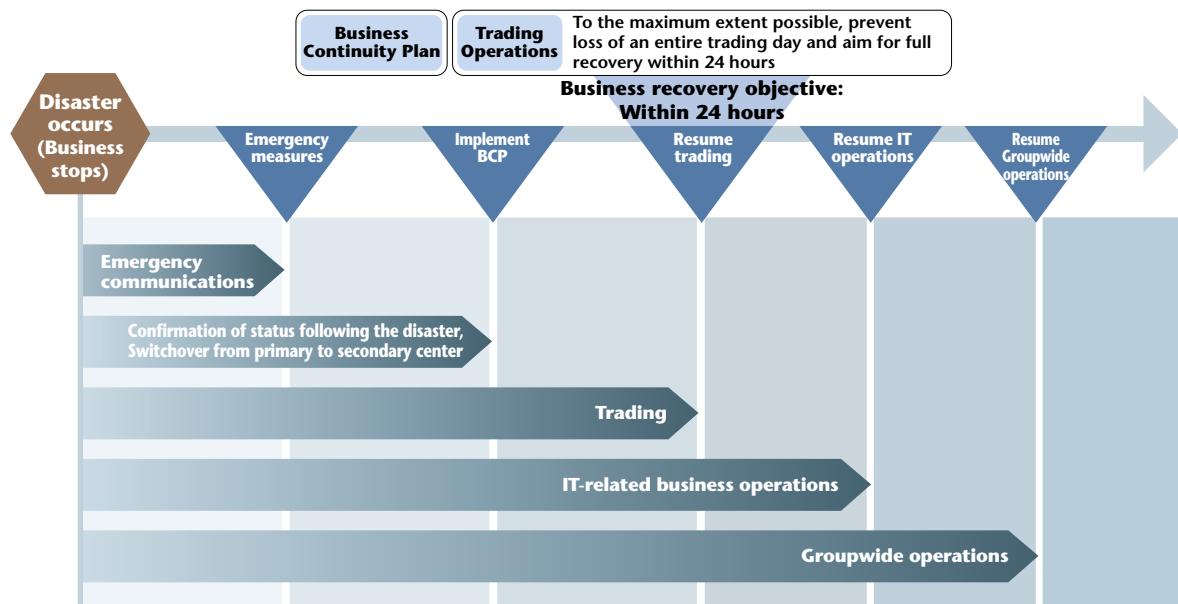 Business
Continuity Plan
Trading
Operations
To the maximum extent possible, prevent
loss of an entire trading day and aim for full
recovery within 24 hours
Business recovery objective:
Within 24 hours
Disaster
occurs
(Business
stops)
Emergency
measures
Implement
BCP
Resume
trading
Resume IT
operations
Resume
Groupwide
operations
Emergency
communications
Confirmation of status following the disaster,
Switchover from primary to secondary center
Trading
IT-related business operations
Groupwide operations